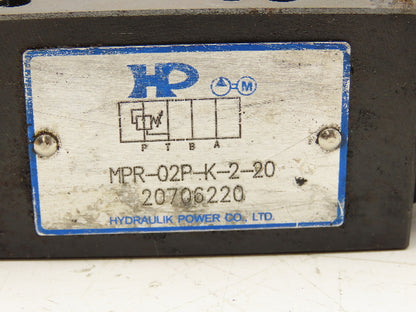 HP
M
P T B A
MPR-02P-K-2-20
20706220
HYDRAULIK POWER CO., LTD.